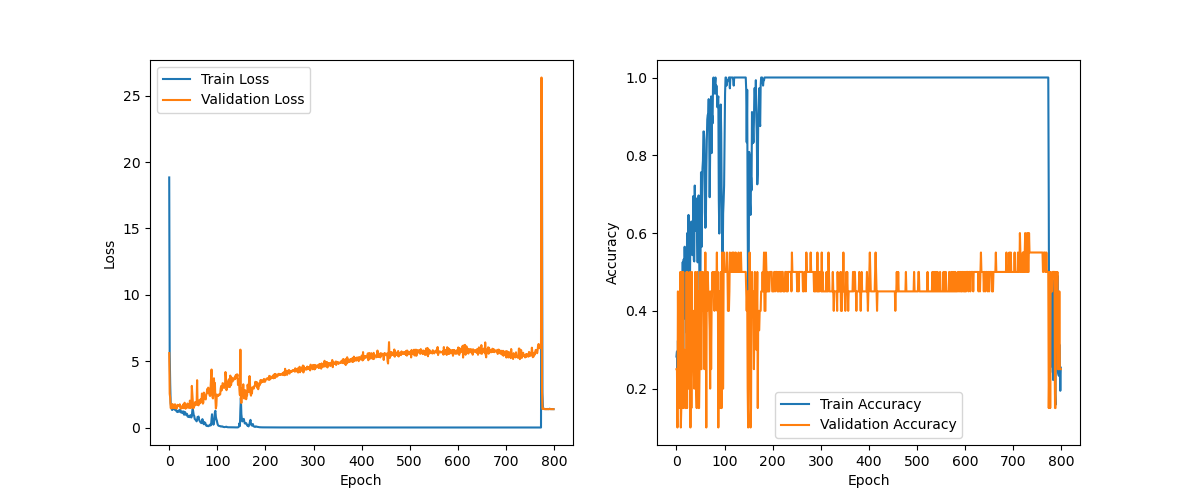 Train Loss
Validation Loss
25
20
15
10
5
0
0 100 200 300 400 500 600 700 800
Epoch
Loss
1.0
0.8
0.6
0.4
0.2
Train Accuracy
Validation Accuracy
0 100 200 300 400 500 600 700 800
Epoch
Accuracy